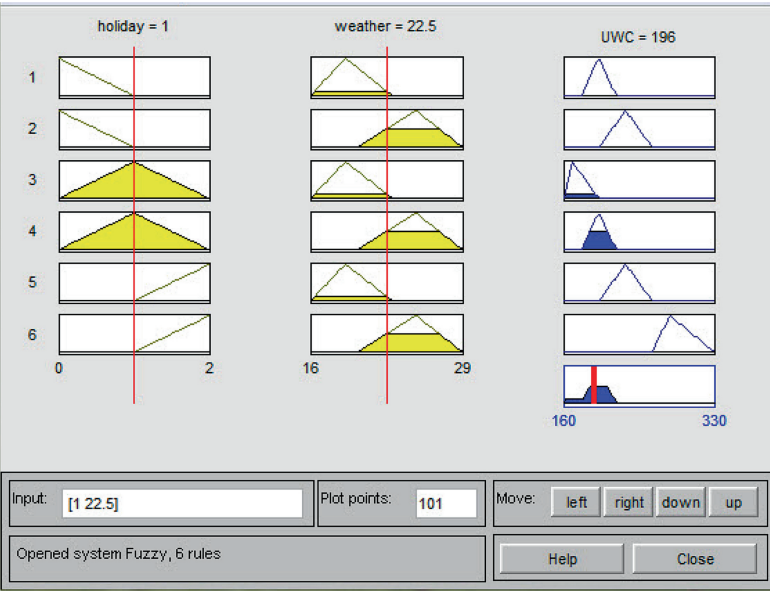 holiday = 1
weather = 22.5
UWC = 196
1
2
3
4
5
6
0 2
16 29
160 330
Input: [1 22.5]
Plot points: 101
Move: left right down up
Opened system Fuzzy, 6 rules
Help Close